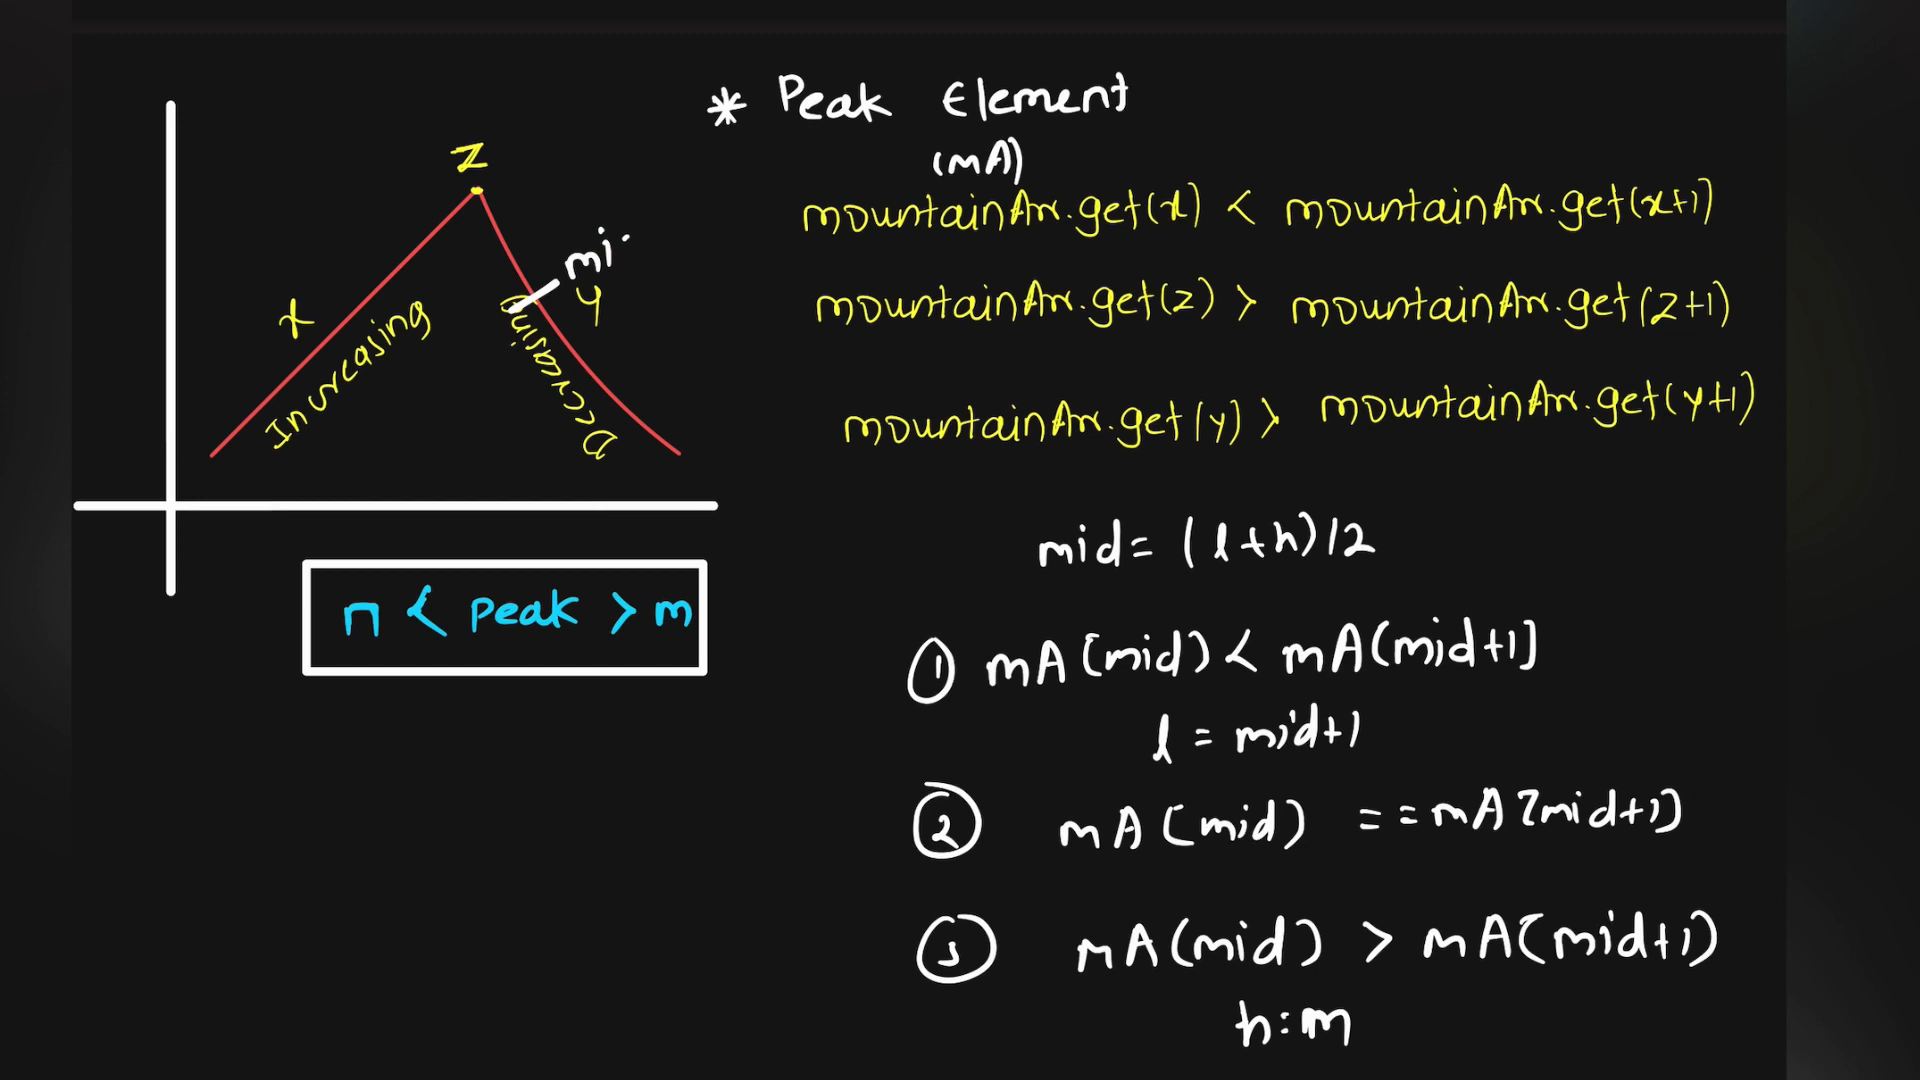 * Peak Element
(mA)
mountainArr.get(x) < mountainArr.get(x+1)
mountainArr.get(z) > mountainArr.get(z+1)
mountainArr.get(y) > mountainArr.get(y+1)
z
mi
x
y
Increasing
Decreasing
n < peak > m
mid = (l+h)/2
① mA[mid] < mA[mid+1]
l = mid+1
② mA[mid] == mA[mid+1]
③ mA[mid] > mA[mid+1]
h = m